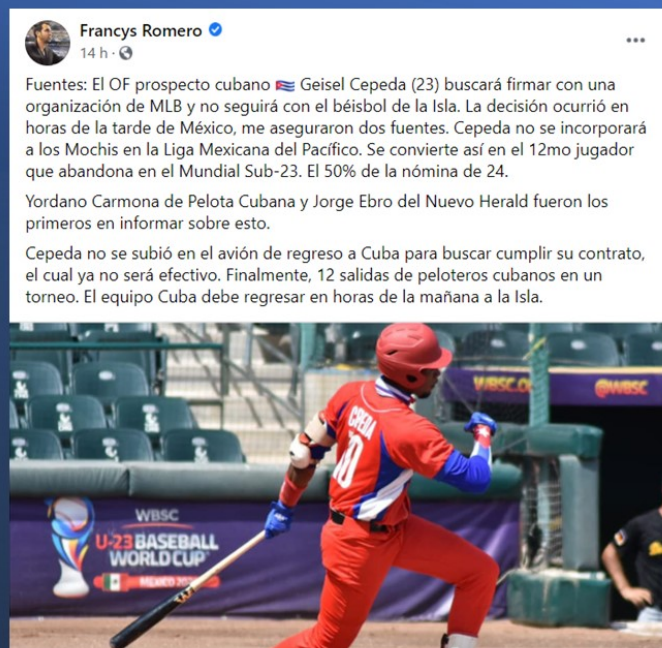 Francys Romero
14 h ·
Fuentes: El OF prospecto cubano 🇨🇺 Geisel Cepeda (23) buscará firmar con una
organización de MLB y no seguirá con el béisbol de la Isla. La decisión ocurrió en
horas de la tarde de México, me aseguraron dos fuentes. Cepeda no se incorporará
a los Mochis en la Liga Mexicana del Pacífico. Se convierte así en el 12mo jugador
que abandona en el Mundial Sub-23. El 50% de la nómina de 24.
Yordano Carmona de Pelota Cubana y Jorge Ebro del Nuevo Herald fueron los
primeros en informar sobre esto.
Cepeda no se subió en el avión de regreso a Cuba para buscar cumplir su contrato,
el cual ya no será efectivo. Finalmente, 12 salidas de peloteros cubanos en un
torneo. El equipo Cuba debe regresar en horas de la mañana a la Isla.
@WBSC
WBSC
U-23 BASEBALL
WORLD CUP